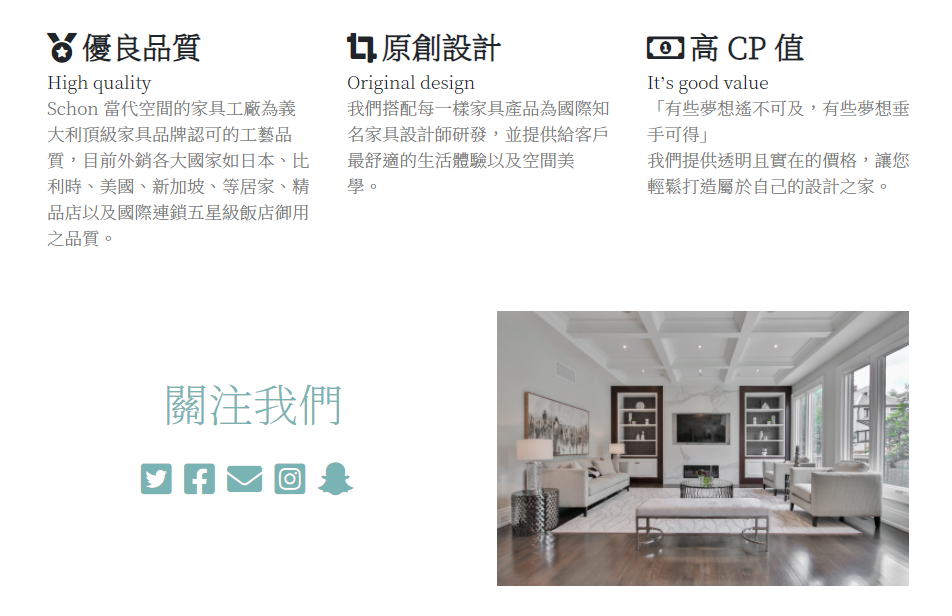 優良品質
High quality
Schon 當代空間的家具工廠為義
大利頂級家具品牌認可的工藝品
質，目前外銷各大國家如日本、比
利時、美國、新加坡、等居家、精
品店以及國際連鎖五星級飯店御用
之品質。
原創設計
Original design
我們搭配每一樣家具產品為國際知
名家具設計師研發，並提供給客戶
最舒適的生活體驗以及空間美
學。
高 CP 值
It’s good value
「有些夢想遙不可及，有些夢想垂
手可得」
我們提供透明且實在的價格，讓您
輕鬆打造屬於自己的設計之家。
關注我們